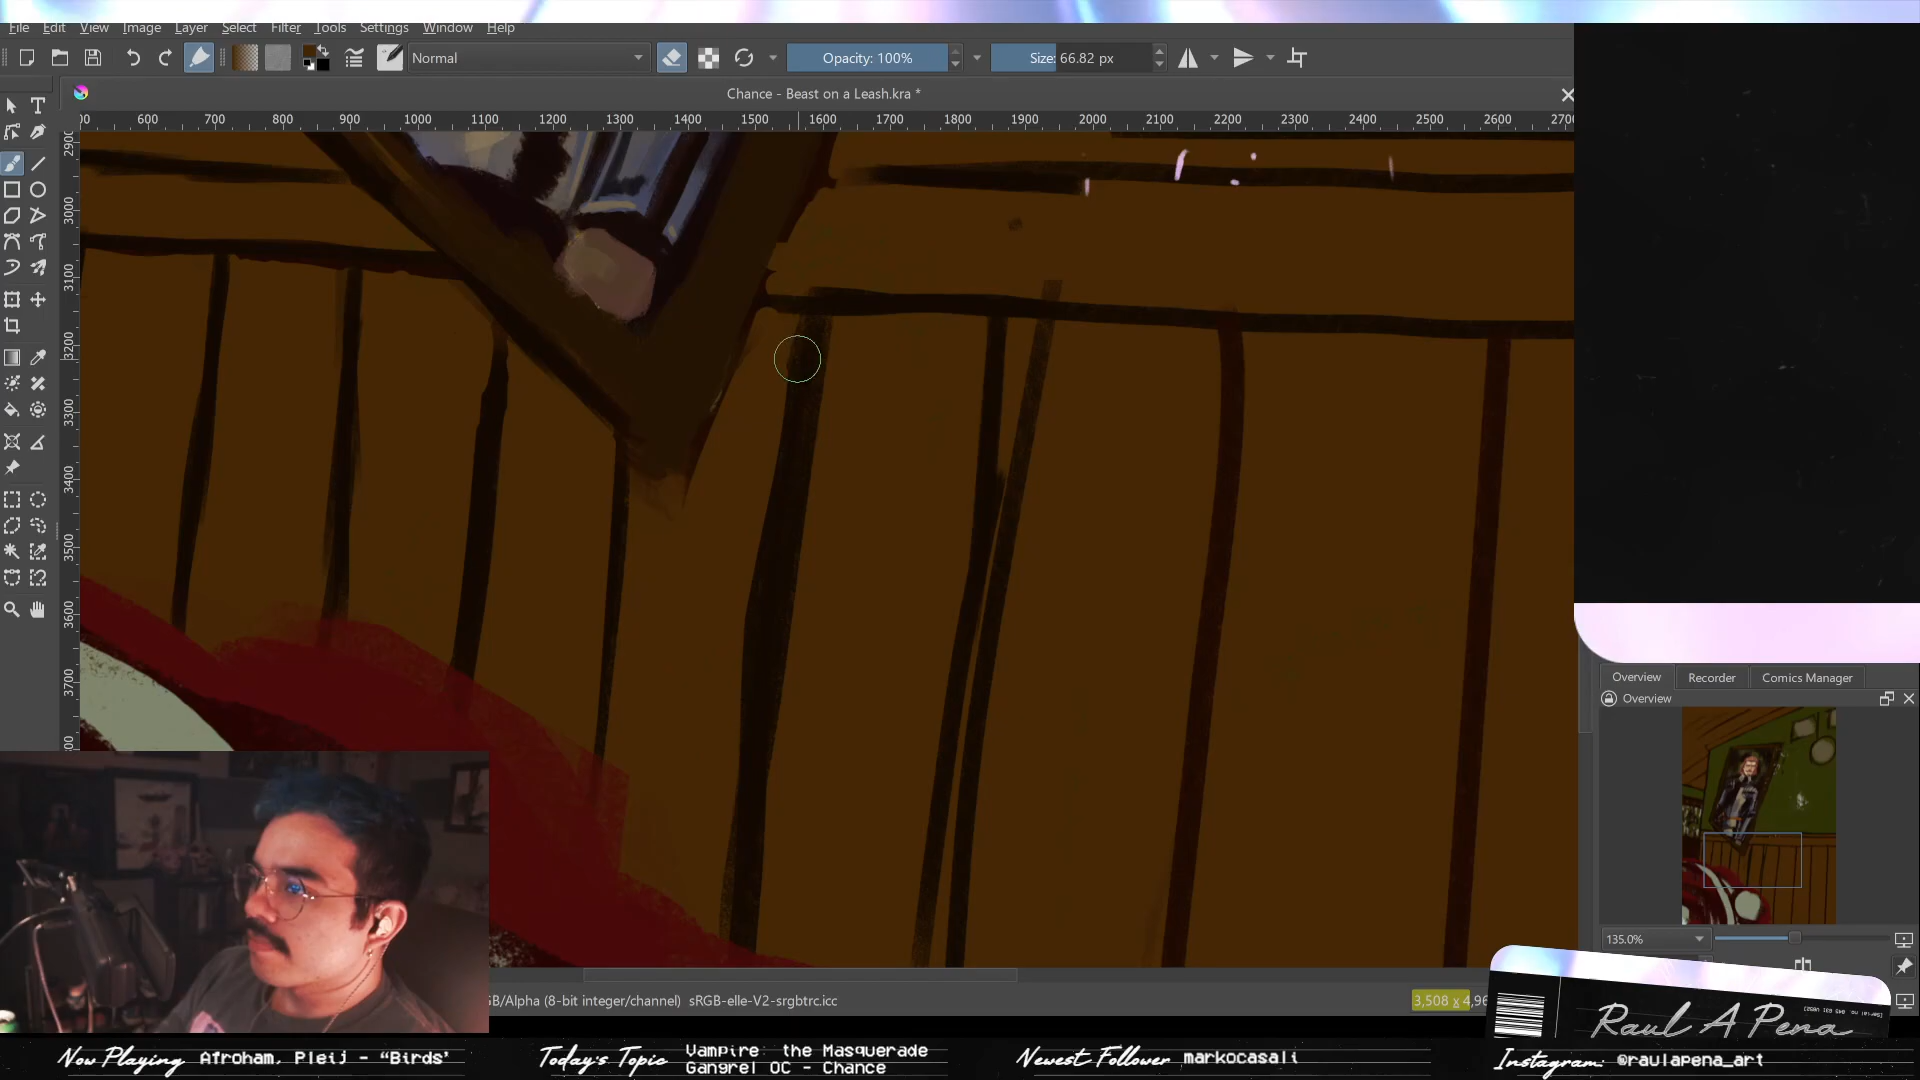 File Edit View Image Layer Select Filter Tools Settings Window Help
Normal
Opacity: 100%
Size: 66.82 px
Chance - Beast on a Leash.kra *
600 700 800 900 1000 1100 1200 1300 1400 1500 1600 1700 1800 1900 2000 2100 2200 2300 2400 2500 2600 2700
2900
3000
3100
3200
3300
3400
3500
3600
3700
Overview Recorder Comics Manager
Overview
135.0%
GB/Alpha (8-bit integer/channel) sRGB-elle-V2-srgbtrc.icc
3,508 x 4,96
Raul A Pena
Now Playing Afroham, Pleij - “Birds”
Today's Topic Vampire: the Masquerade
Gangrel OC - Chance
Newest Follower markocasali
Instagram: @raulapena_art